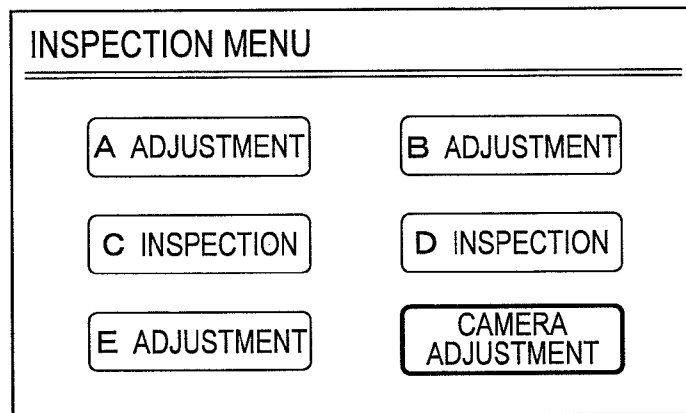 INSPECTION MENU
A ADJUSTMENT
B ADJUSTMENT
C INSPECTION
D INSPECTION
E ADJUSTMENT
CAMERA
ADJUSTMENT